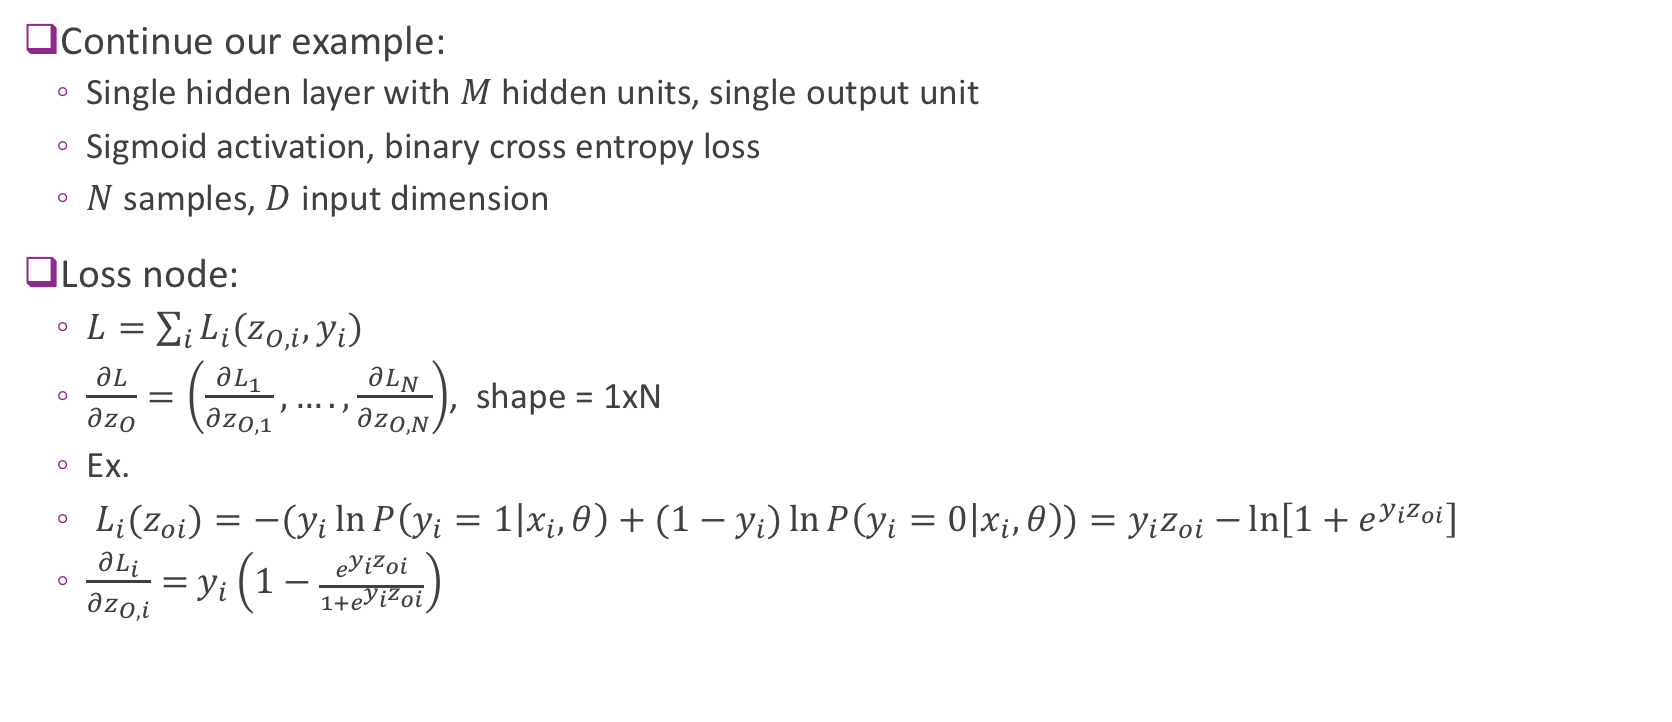 ❑Continue our example:
◦ Single hidden layer with M hidden units, single output unit
◦ Sigmoid activation, binary cross entropy loss
◦ N samples, D input dimension
❑Loss node:
◦ L = ∑_i L_i(z_{O,i}, y_i)
◦ ∂L/∂z_O = (∂L_1/∂z_{O,1}, …., ∂L_N/∂z_{O,N}), shape = 1xN
◦ Ex.
◦ L_i(z_{oi}) = −(y_i ln P(y_i = 1|x_i, θ) + (1 − y_i) ln P(y_i = 0|x_i, θ)) = y_i z_{oi} − ln[1 + e^{y_i z_{oi}}]
◦ ∂L_i/∂z_{O,i} = y_i (1 − e^{y_i z_{oi}}/(1+e^{y_i z_{oi}}))